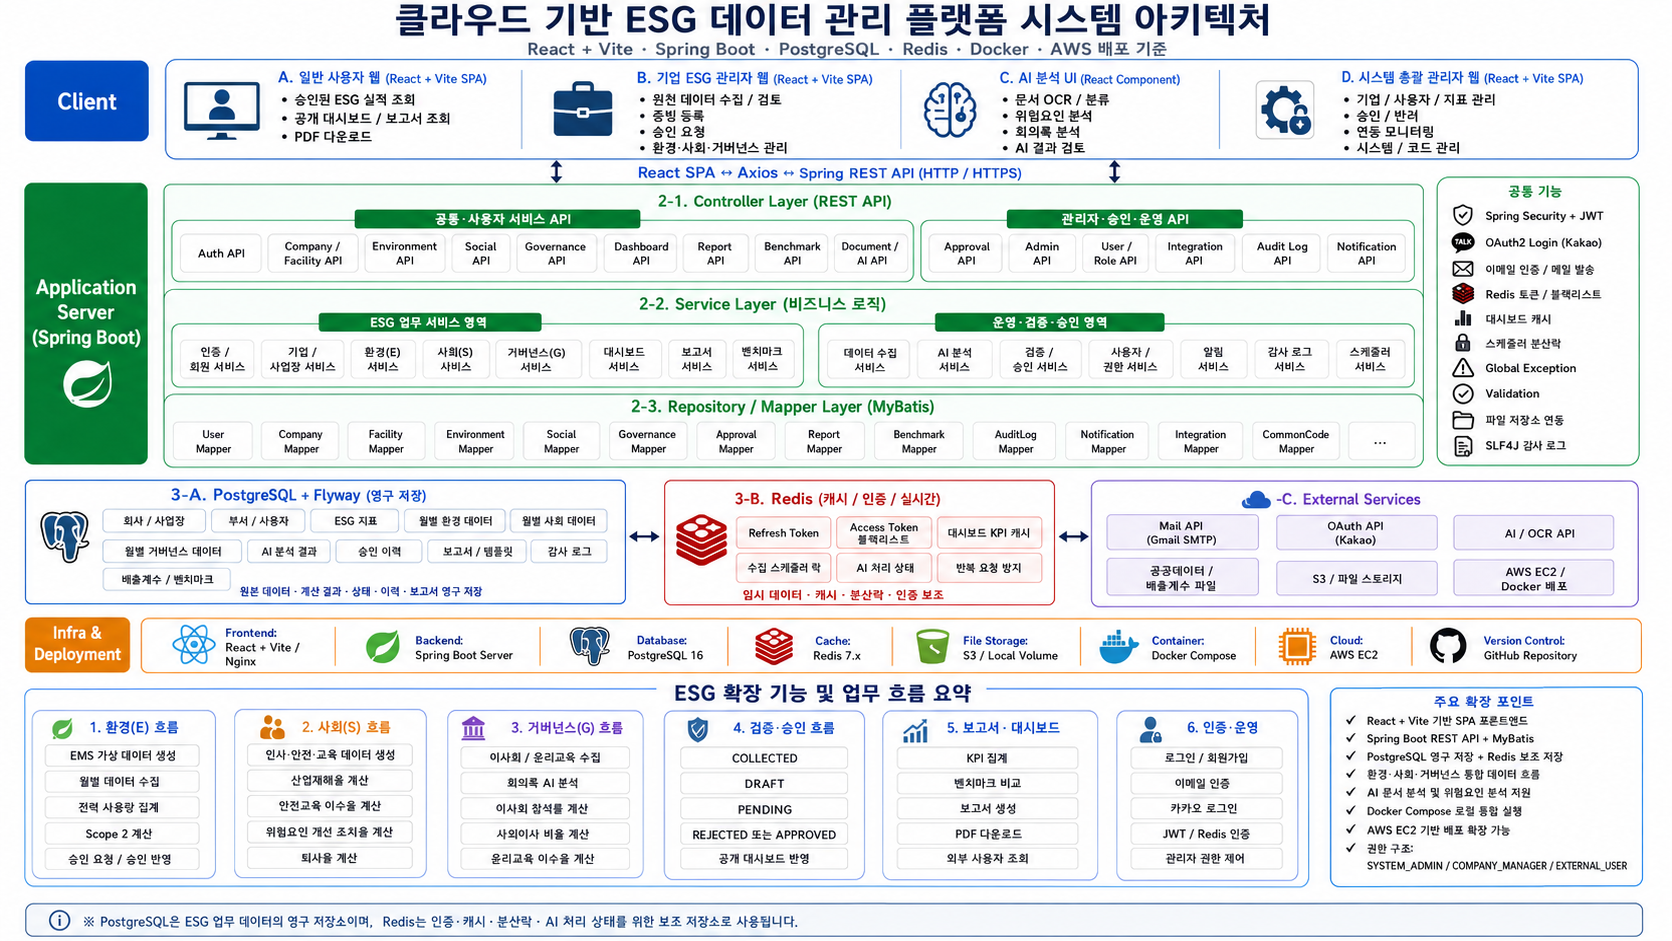 클라우드 기반 ESG 데이터 관리 플랫폼 시스템 아키텍처
React + Vite · Spring Boot · PostgreSQL · Redis · Docker · AWS 배포 기준
Client
A. 일반 사용자 웹 (React + Vite SPA)
• 승인된 ESG 실적 조회
• 공개 대시보드 / 보고서 조회
• PDF 다운로드
B. 기업 ESG 관리자 웹 (React + Vite SPA)
• 원천 데이터 수집 / 검토
• 증빙 등록
• 승인 요청
• 환경·사회·거버넌스 관리
C. AI 분석 UI (React Component)
• 문서 OCR / 분류
• 위험요인 분석
• 회의록 분석
• AI 결과 검토
D. 시스템 총괄 관리자 웹 (React + Vite SPA)
• 기업 / 사용자 / 지표 관리
• 승인 / 반려
• 연동 모니터링
• 시스템 / 코드 관리
React SPA ↔ Axios ↔ Spring REST API (HTTP / HTTPS)
Application
Server
(Spring Boot)
2-1. Controller Layer (REST API)
공통·사용자 서비스 API
Auth API
Company /
Facility API
Environment
API
Social
API
Governance
API
Dashboard
API
Report
API
Benchmark
API
Document /
AI API
관리자·승인·운영 API
Approval
API
Admin
API
User /
Role API
Integration
API
Audit Log
API
Notification
API
2-2. Service Layer (비즈니스 로직)
ESG 업무 서비스 영역
인증 /
회원 서비스
기업 /
사업장 서비스
환경(E)
서비스
사회(S)
서비스
거버넌스(G)
서비스
대시보드
서비스
보고서
서비스
벤치마크
서비스
운영·검증·승인 영역
데이터 수집
서비스
AI 분석
서비스
검증 /
승인 서비스
사용자 /
권한 서비스
알림
서비스
감사 로그
서비스
스케줄러
서비스
2-3. Repository / Mapper Layer (MyBatis)
User
Mapper
Company
Mapper
Facility
Mapper
Environment
Mapper
Social
Mapper
Governance
Mapper
Approval
Mapper
Report
Mapper
Benchmark
Mapper
AuditLog
Mapper
Notification
Mapper
Integration
Mapper
CommonCode
Mapper
...
공통 기능
Spring Security + JWT
TALK
OAuth2 Login (Kakao)
이메일 인증 / 메일 발송
Redis 토큰 / 블랙리스트
대시보드 캐시
스케줄러 분산락
Global Exception
Validation
파일 저장소 연동
SLF4J 감사 로그
3-A. PostgreSQL + Flyway (영구 저장)
회사 / 사업장
부서 / 사용자
ESG 지표
월별 환경 데이터
월별 사회 데이터
월별 거버넌스 데이터
AI 분석 결과
승인 이력
보고서 / 템플릿
감사 로그
배출계수 / 벤치마크
원본 데이터 · 계산 결과 · 상태 · 이력 · 보고서 영구 저장
3-B. Redis (캐시 / 인증 / 실시간)
Refresh Token
Access Token
블랙리스트
대시보드 KPI 캐시
수집 스케줄러 락
AI 처리 상태
반복 요청 방지
임시 데이터 · 캐시 · 분산락 · 인증 보조
-C. External Services
Mail API
(Gmail SMTP)
OAuth API
(Kakao)
AI / OCR API
공공데이터 /
배출계수 파일
S3 / 파일 스토리지
AWS EC2 /
Docker 배포
Infra &
Deployment
Frontend:
React + Vite /
Nginx
Backend:
Spring Boot Server
Database:
PostgreSQL 16
Cache:
Redis 7.x
File Storage:
S3 / Local Volume
Container:
Docker Compose
Cloud:
AWS EC2
Version Control:
GitHub Repository
ESG 확장 기능 및 업무 흐름 요약
1. 환경(E) 흐름
EMS 가상 데이터 생성
월별 데이터 수집
전력 사용량 집계
Scope 2 계산
승인 요청 / 승인 반영
2. 사회(S) 흐름
인사·안전·교육 데이터 생성
산업재해율 계산
안전교육 이수율 계산
위험요인 개선 조치율 계산
퇴사율 계산
3. 거버넌스(G) 흐름
이사회 / 윤리교육 수집
회의록 AI 분석
이사회 참석률 계산
사외이사 비율 계산
윤리교육 이수율 계산
4. 검증·승인 흐름
COLLECTED
DRAFT
PENDING
REJECTED 또는 APPROVED
공개 대시보드 반영
5. 보고서 · 대시보드
KPI 집계
벤치마크 비교
보고서 생성
PDF 다운로드
외부 사용자 조회
6. 인증·운영
로그인 / 회원가입
이메일 인증
카카오 로그인
JWT / Redis 인증
관리자 권한 제어
주요 확장 포인트
✓ React + Vite 기반 SPA 프론트엔드
✓ Spring Boot REST API + MyBatis
✓ PostgreSQL 영구 저장 + Redis 보조 저장
✓ 환경·사회·거버넌스 통합 데이터 흐름
✓ AI 문서 분석 및 위험요인 분석 지원
✓ Docker Compose 로컬 통합 실행
✓ AWS EC2 기반 배포 확장 가능
✓ 권한 구조:
SYSTEM_ADMIN / COMPANY_MANAGER / EXTERNAL_USER
※ PostgreSQL은 ESG 업무 데이터의 영구 저장소이며, Redis는 인증·캐시·분산락 · AI 처리 상태를 위한 보조 저장소로 사용됩니다.